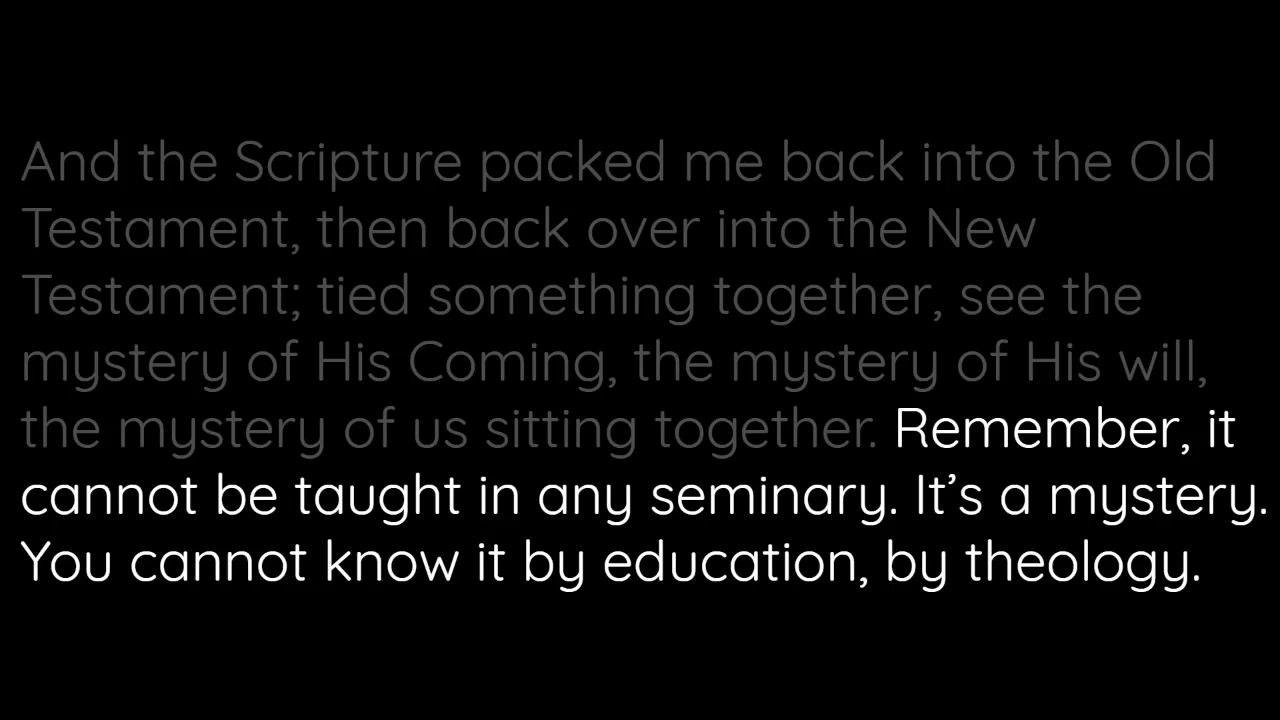 And the Scripture packed me back into the Old
Testament, then back over into the New
Testament; tied something together, see the
mystery of His Coming, the mystery of His will,
the mystery of us sitting together. Remember, it
cannot be taught in any seminary. It’s a mystery.
You cannot know it by education, by theology.